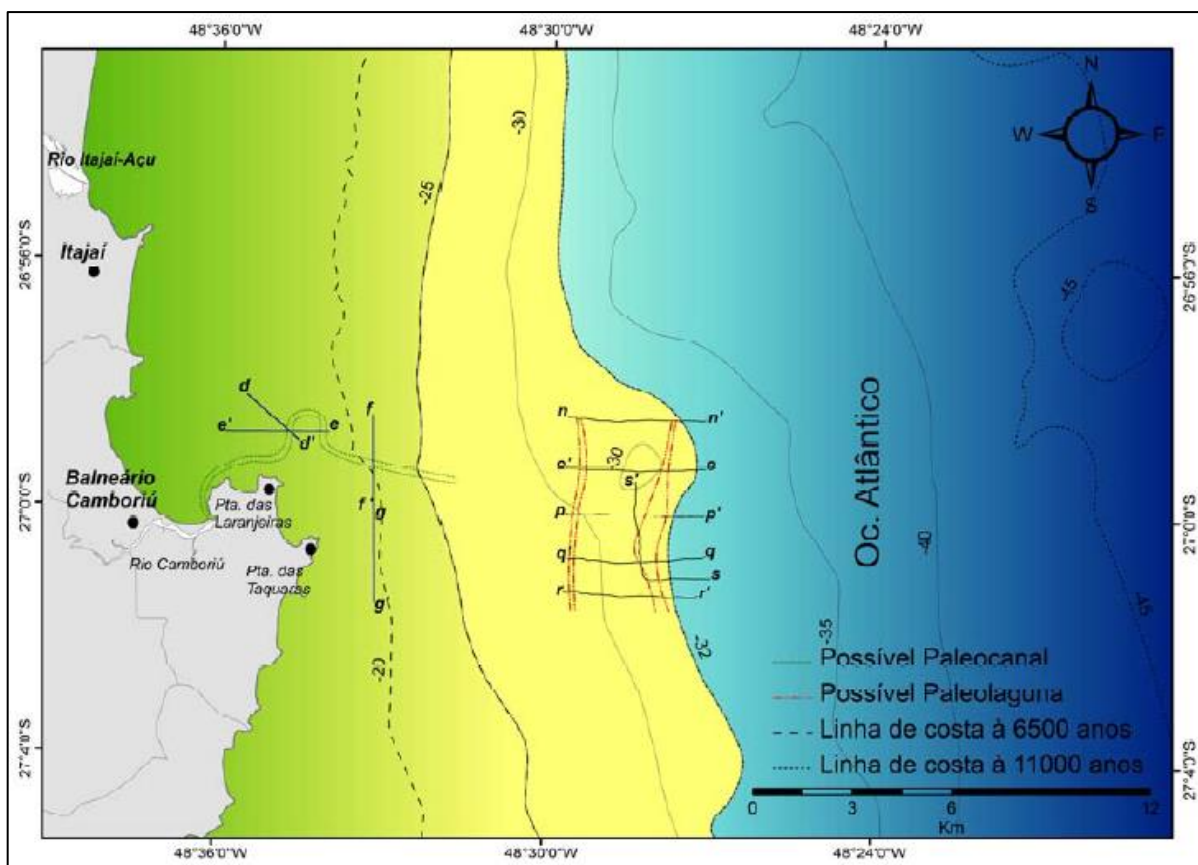 48°36'0"W
48°30'0"W
48°24'0"W
N
W
E
S
-30
Rio Itajaí-Açu
-25
26°56'0"S
Itajaí
26°56'0"S
-45
d
f
n
n'
e'
e
d'
-30
o'
o
s'
Oc. Atlântico
Balneário
Camboriú
Pta. das
Laranjeiras
27°0'0"S
27°0'0"S
f'
g
p
p'
-40
Rio Camboriú
Pta. das
Taquaras
q'
q
s
g'
r
r'
-45
-20
-32
-35
Possível Paleocanal
Possível Paleolaguna
Linha de costa à 6500 anos
Linha de costa à 11000 anos
27°4'0"S
27°4'0"S
0
3
6
12
Km
48°36'0"W
48°30'0"W
48°24'0"W